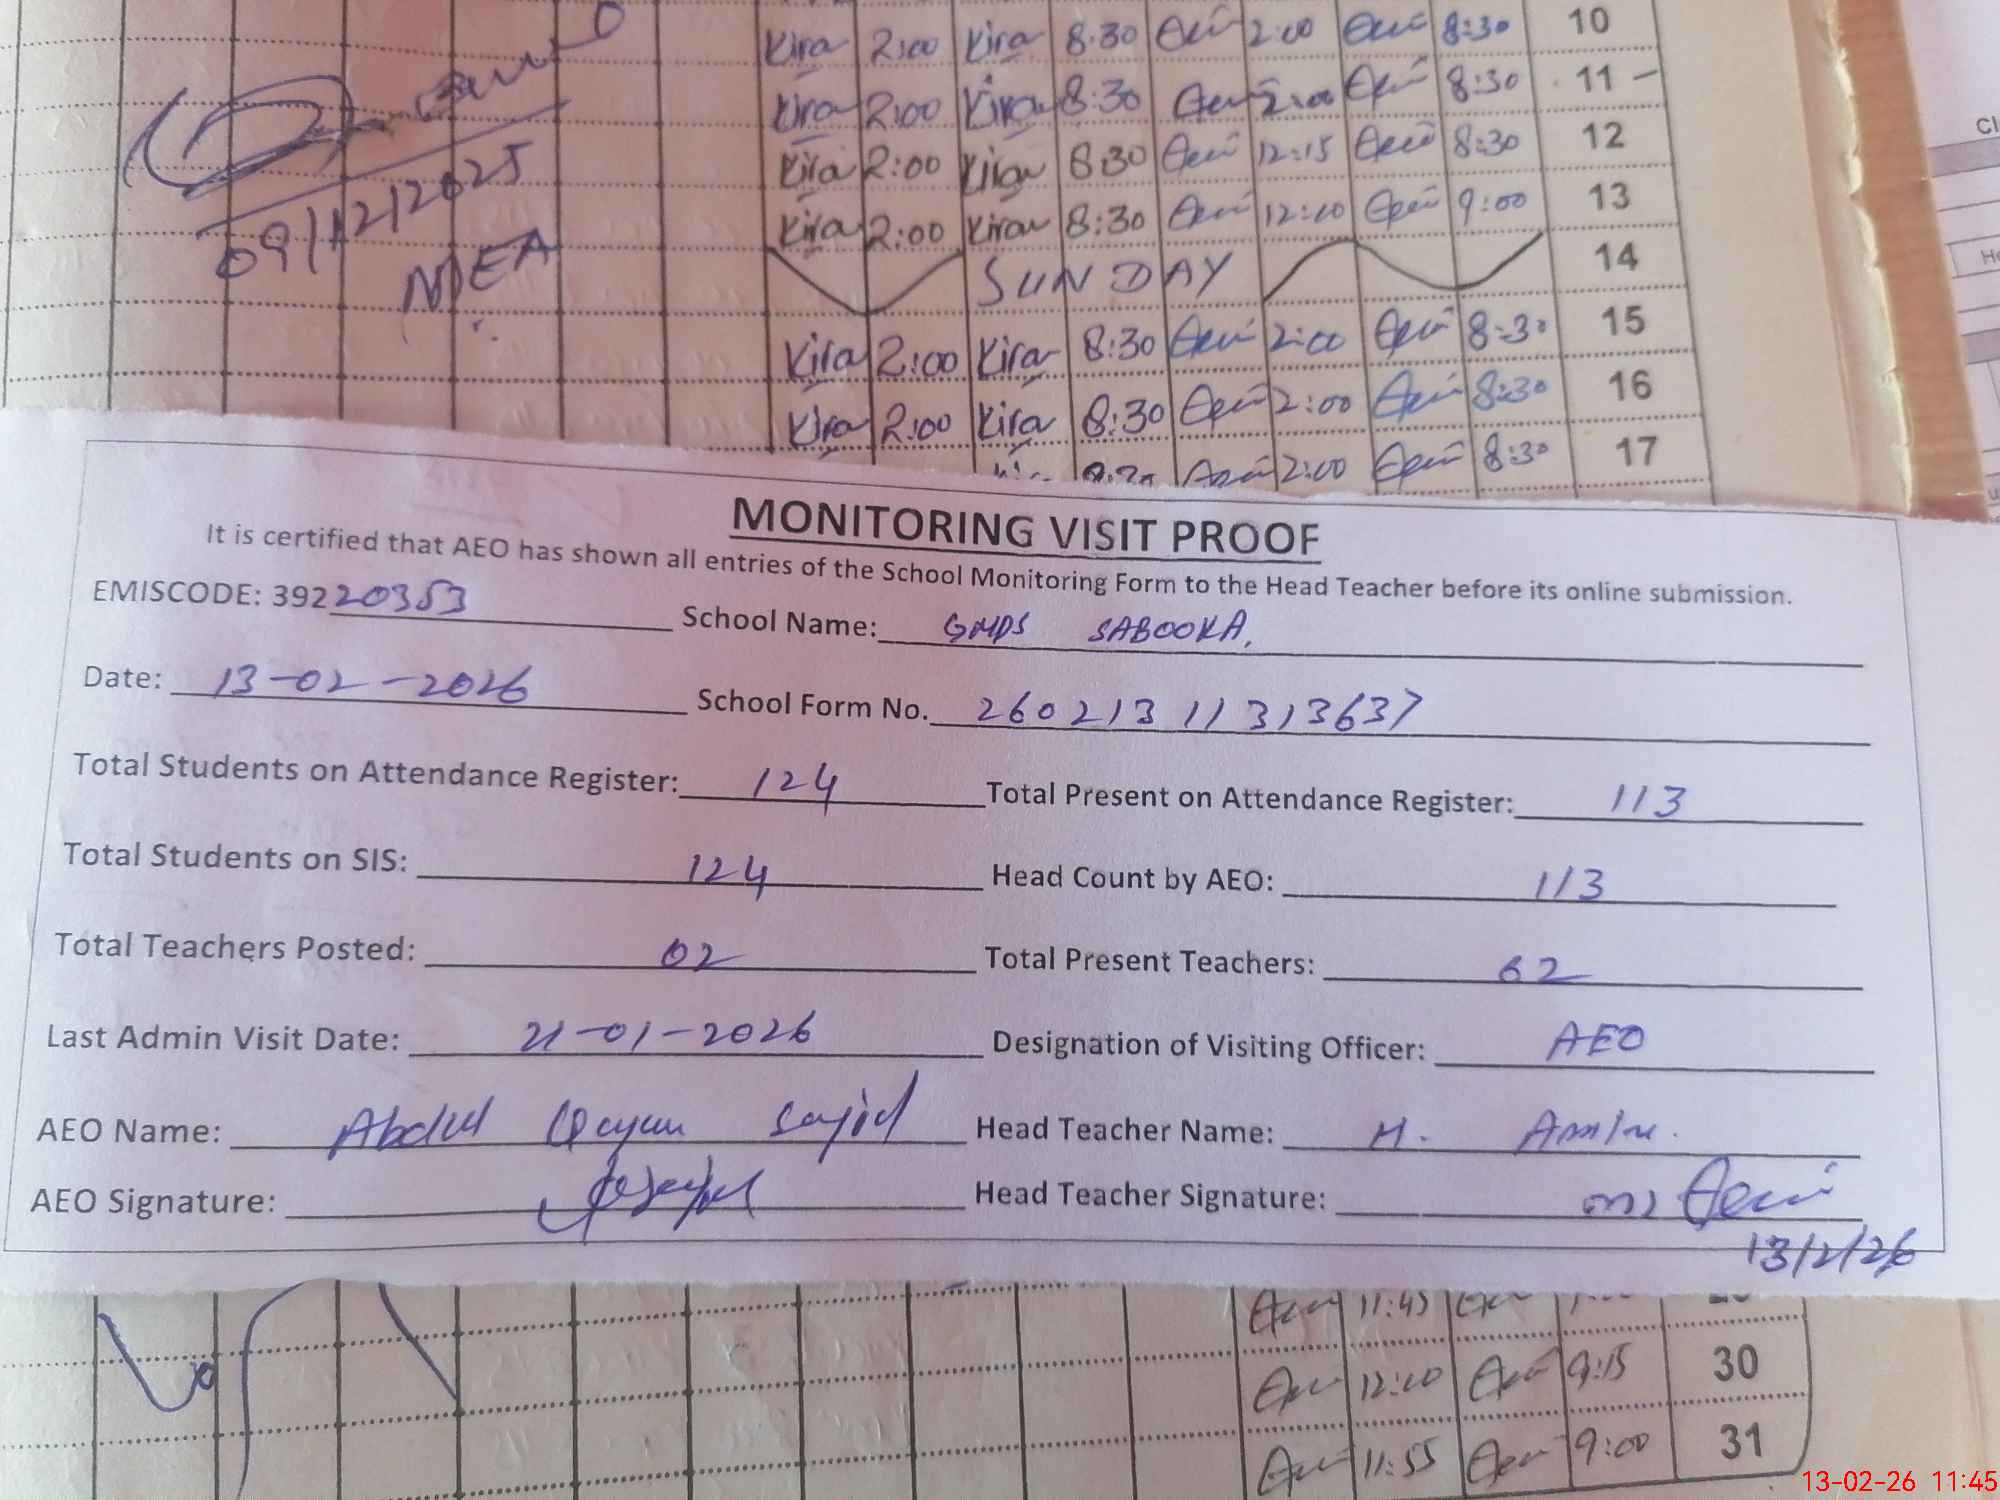 Kira 2:00 Kira 8:30 2:00 8:30 10
Kira 2:00 Kira 8:30 2:00 8:30 11
Kira 2:00 Kiran 8:30 12:15 8:30 12
Kira 2:00 Kiran 8:30 12:10 9:00 13
09/12/2025
MEA
SUNDAY 14
Kira 2:00 Kira 8:30 2:00 8:30 15
Kira 2:00 Kira 8:30 2:00 8:30 16
8:30 2:00 8:30 17
MONITORING VISIT PROOF
It is certified that AEO has shown all entries of the School Monitoring Form to the Head Teacher before its online submission.
EMISCODE: 39220353 School Name: GMPS SABOOKA.
Date: 13-02-2026 School Form No. 26021311313637
Total Students on Attendance Register: 124 Total Present on Attendance Register: 113
Total Students on SIS: 124 Head Count by AEO: 113
Total Teachers Posted: 02 Total Present Teachers: 02
Last Admin Visit Date: 21-01-2026 Designation of Visiting Officer: AEO
AEO Name: Abdul Qayum Sajid Head Teacher Name: M. Amin.
AEO Signature: Head Teacher Signature:
13/2/26
11:45
12:10 9:15 30
11:55 9:00 31
13-02-26 11:45